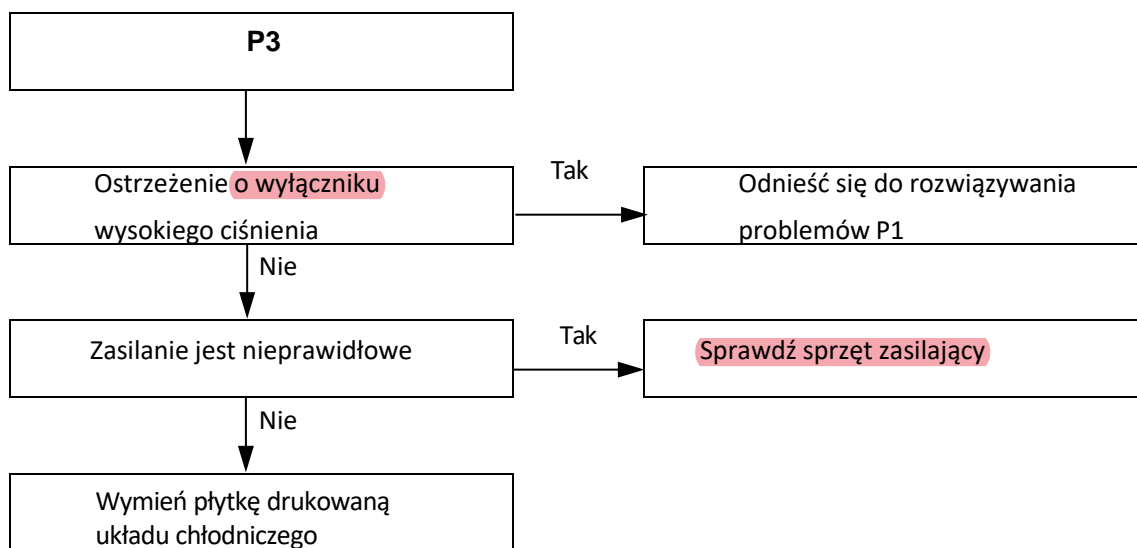 P3
Ostrzeżenie o wyłączniku
wysokiego ciśnienia
Tak
Odnieść się do rozwiązywania
problemów P1
Nie
Zasilanie jest nieprawidłowe
Tak
Sprawdź sprzęt zasilający
Nie
Wymień płytkę drukowaną
układu chłodniczego